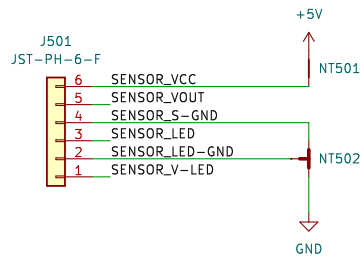 +5V
J501
JST-PH-6-F
NT501
6 SENSOR_VCC
5 SENSOR_VOUT
4 SENSOR_S-GND
3 SENSOR_LED
2 SENSOR_LED-GND
NT502
1 SENSOR_V-LED
GND